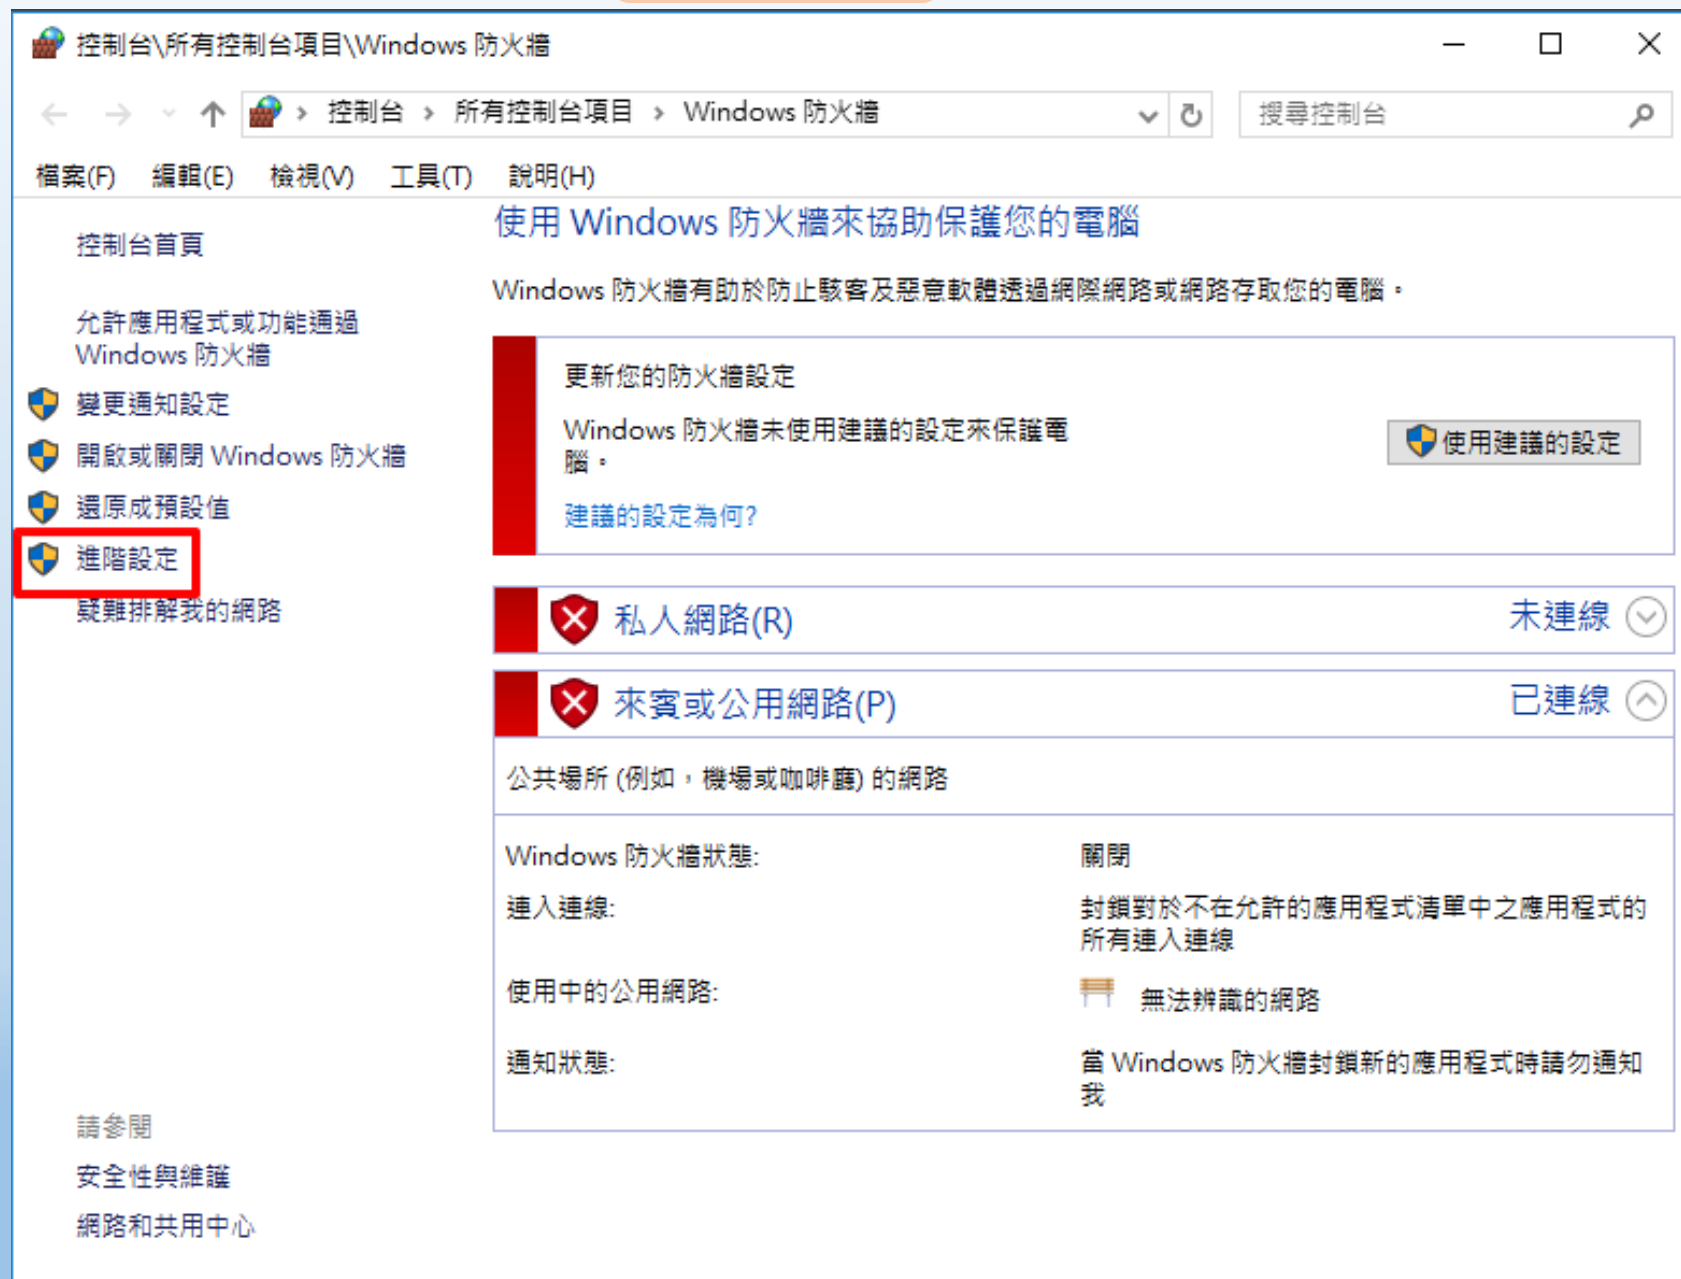 控制台\所有控制台項目\Windows 防火牆
控制台 › 所有控制台項目 › Windows 防火牆
搜尋控制台
檔案(F) 編輯(E) 檢視(V) 工具(T) 說明(H)
控制台首頁
允許應用程式或功能通過
Windows 防火牆
變更通知設定
開啟或關閉 Windows 防火牆
還原成預設值
進階設定
疑難排解我的網路
請參閱
安全性與維護
網路和共用中心
使用 Windows 防火牆來協助保護您的電腦
Windows 防火牆有助於防止駭客及惡意軟體透過網際網路或網路存取您的電腦。
更新您的防火牆設定
Windows 防火牆未使用建議的設定來保護電
腦。
使用建議的設定
建議的設定為何?
私人網路(R) 未連線
來賓或公用網路(P) 已連線
公共場所 (例如，機場或咖啡廳) 的網路
Windows 防火牆狀態: 關閉
連入連線: 封鎖對於不在允許的應用程式清單中之應用程式的
所有連入連線
使用中的公用網路: 無法辨識的網路
通知狀態: 當 Windows 防火牆封鎖新的應用程式時請勿通知
我